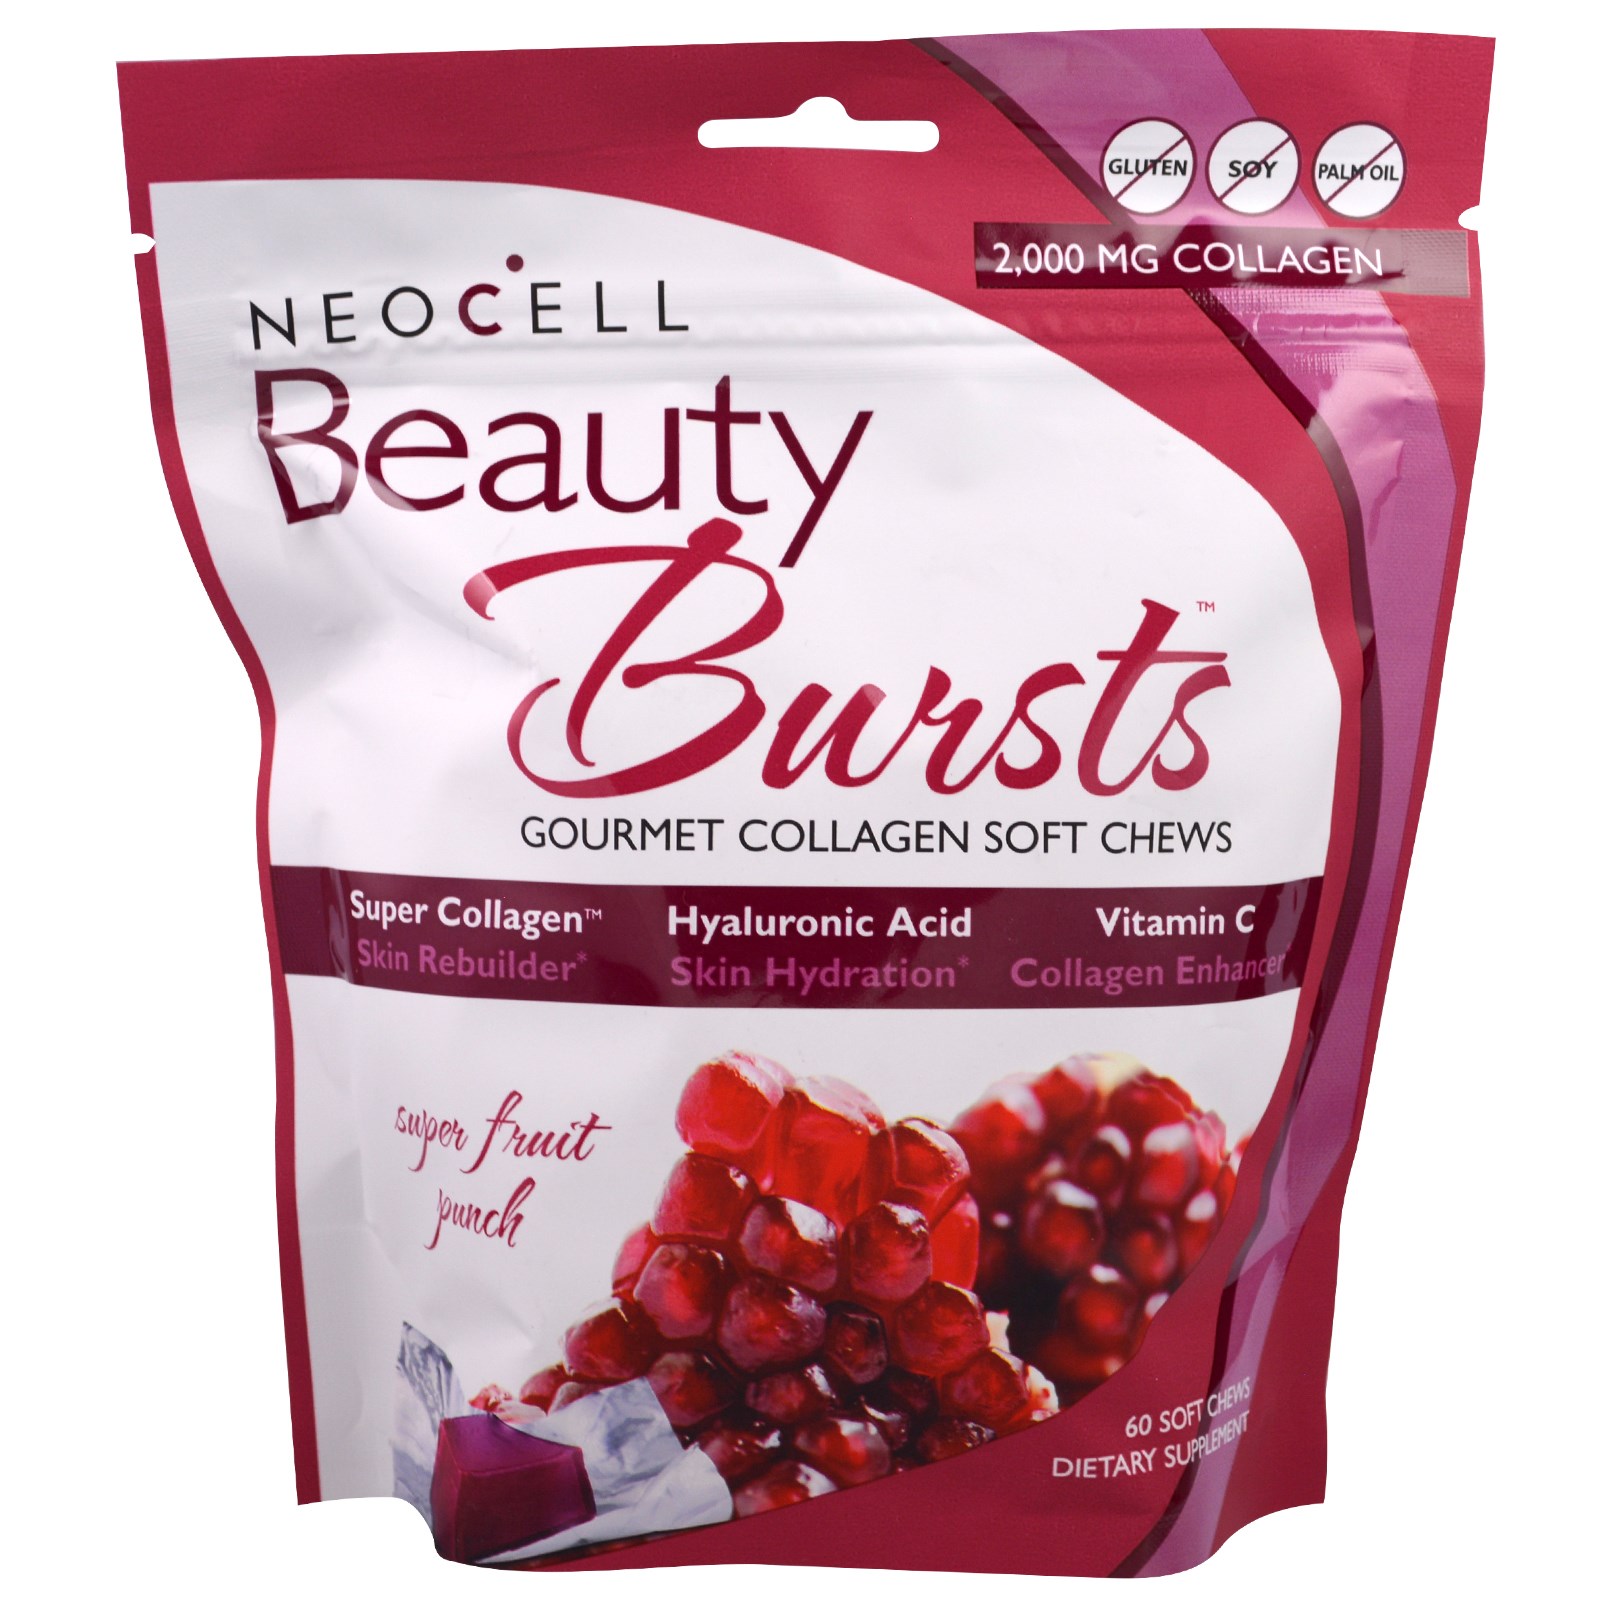 GLUTEN SOY PALM OIL
2,000 MG COLLAGEN
NEOCELL
Beauty
Bursts™
GOURMET COLLAGEN SOFT CHEWS
Super Collagen™ Hyaluronic Acid Vitamin C
Skin Rebuilder* Skin Hydration* Collagen Enhancer
super fruit
punch
60 SOFT CHEWS
DIETARY SUPPLEMENT